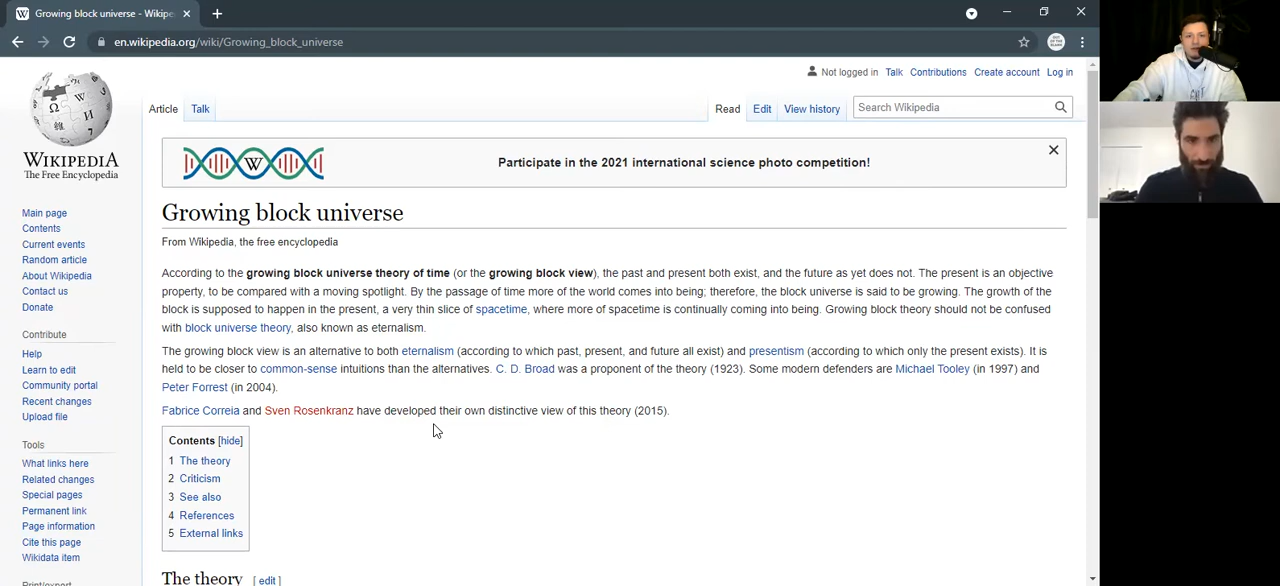 Growing block universe - Wikipe
en.wikipedia.org/wiki/Growing_block_universe
Not logged in Talk Contributions Create account Log in
Article Talk Read Edit View history Search Wikipedia
WIKIPEDIA
The Free Encyclopedia
Participate in the 2021 international science photo competition!
Growing block universe
From Wikipedia, the free encyclopedia
According to the growing block universe theory of time (or the growing block view), the past and present both exist, and the future as yet does not. The present is an objective
property, to be compared with a moving spotlight. By the passage of time more of the world comes into being; therefore, the block universe is said to be growing. The growth of the
block is supposed to happen in the present, a very thin slice of spacetime, where more of spacetime is continually coming into being. Growing block theory should not be confused
with block universe theory, also known as eternalism.
The growing block view is an alternative to both eternalism (according to which past, present, and future all exist) and presentism (according to which only the present exists). It is
held to be closer to common-sense intuitions than the alternatives. C. D. Broad was a proponent of the theory (1923). Some modern defenders are Michael Tooley (in 1997) and
Peter Forrest (in 2004).
Fabrice Correia and Sven Rosenkranz have developed their own distinctive view of this theory (2015).
Contents [hide]
1 The theory
2 Criticism
3 See also
4 References
5 External links
The theory [ edit ]
Main page
Contents
Current events
Random article
About Wikipedia
Contact us
Donate
Contribute
Help
Learn to edit
Community portal
Recent changes
Upload file
Tools
What links here
Related changes
Special pages
Permanent link
Page information
Cite this page
Wikidata item
Print/export